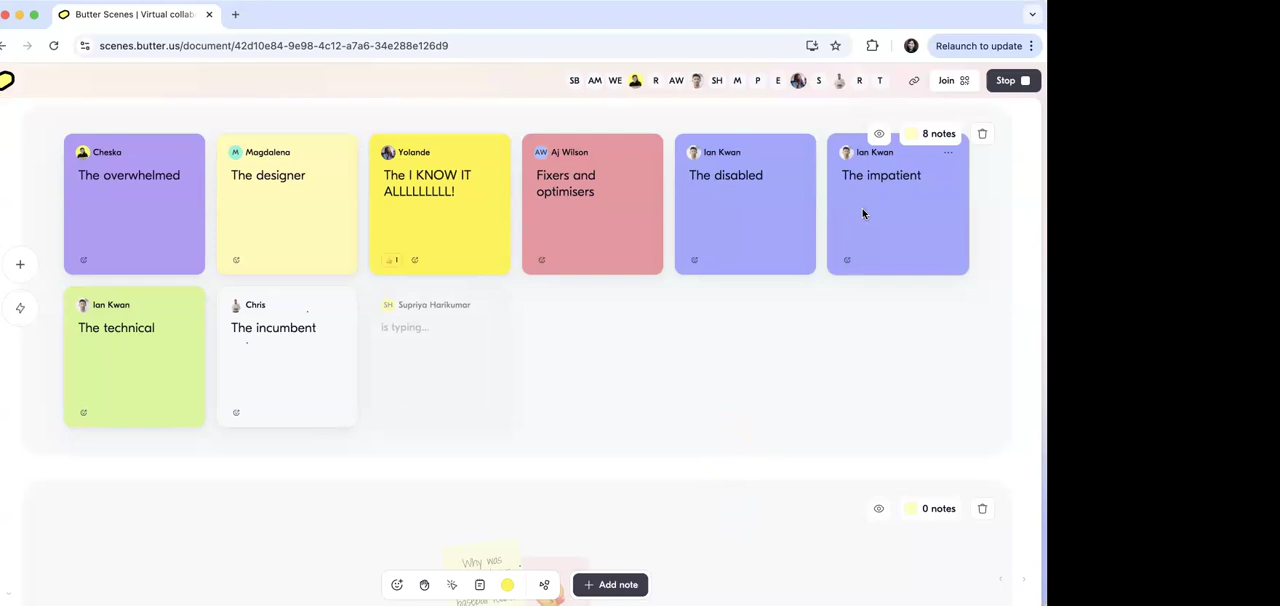 Butter Scenes | Virtual collab
scenes.butter.us/document/42d10e84-9e98-4c12-a7a6-34e288e126d9
Relaunch to update
SB AM WE R AW SH M P E S R T
Join
Stop
8 notes
Cheska
The overwhelmed
M Magdalena
The designer
Yolande
The I KNOW IT
ALLLLLLLLL!
1
AW Aj Wilson
Fixers and
optimisers
Ian Kwan
The disabled
Ian Kwan
The impatient
Ian Kwan
The technical
Chris
The incumbent
SH Supriya Harikumar
is typing...
0 notes
Why was
Add note